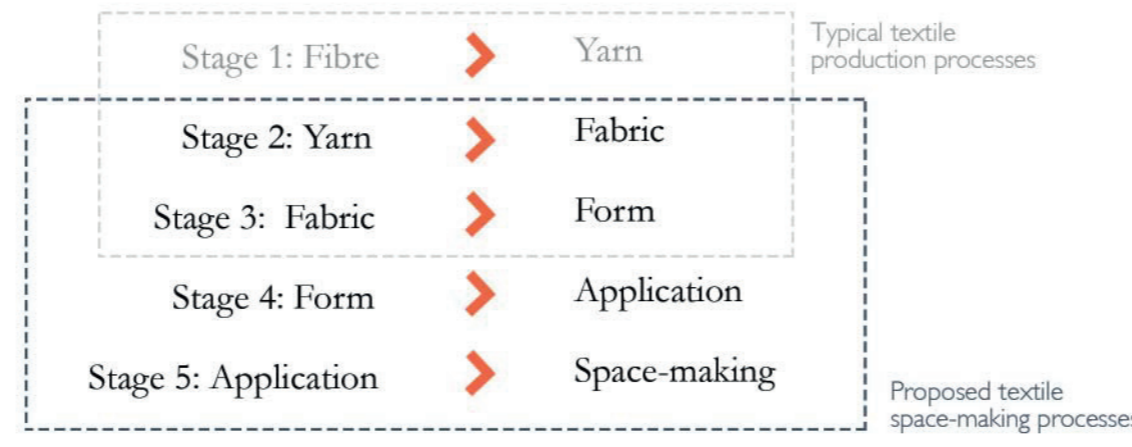 Stage 1: Fibre Yarn
Typical textile
production processes
Stage 2: Yarn Fabric
Stage 3: Fabric Form
Stage 4: Form Application
Stage 5: Application Space-making
Proposed textile
space-making processes